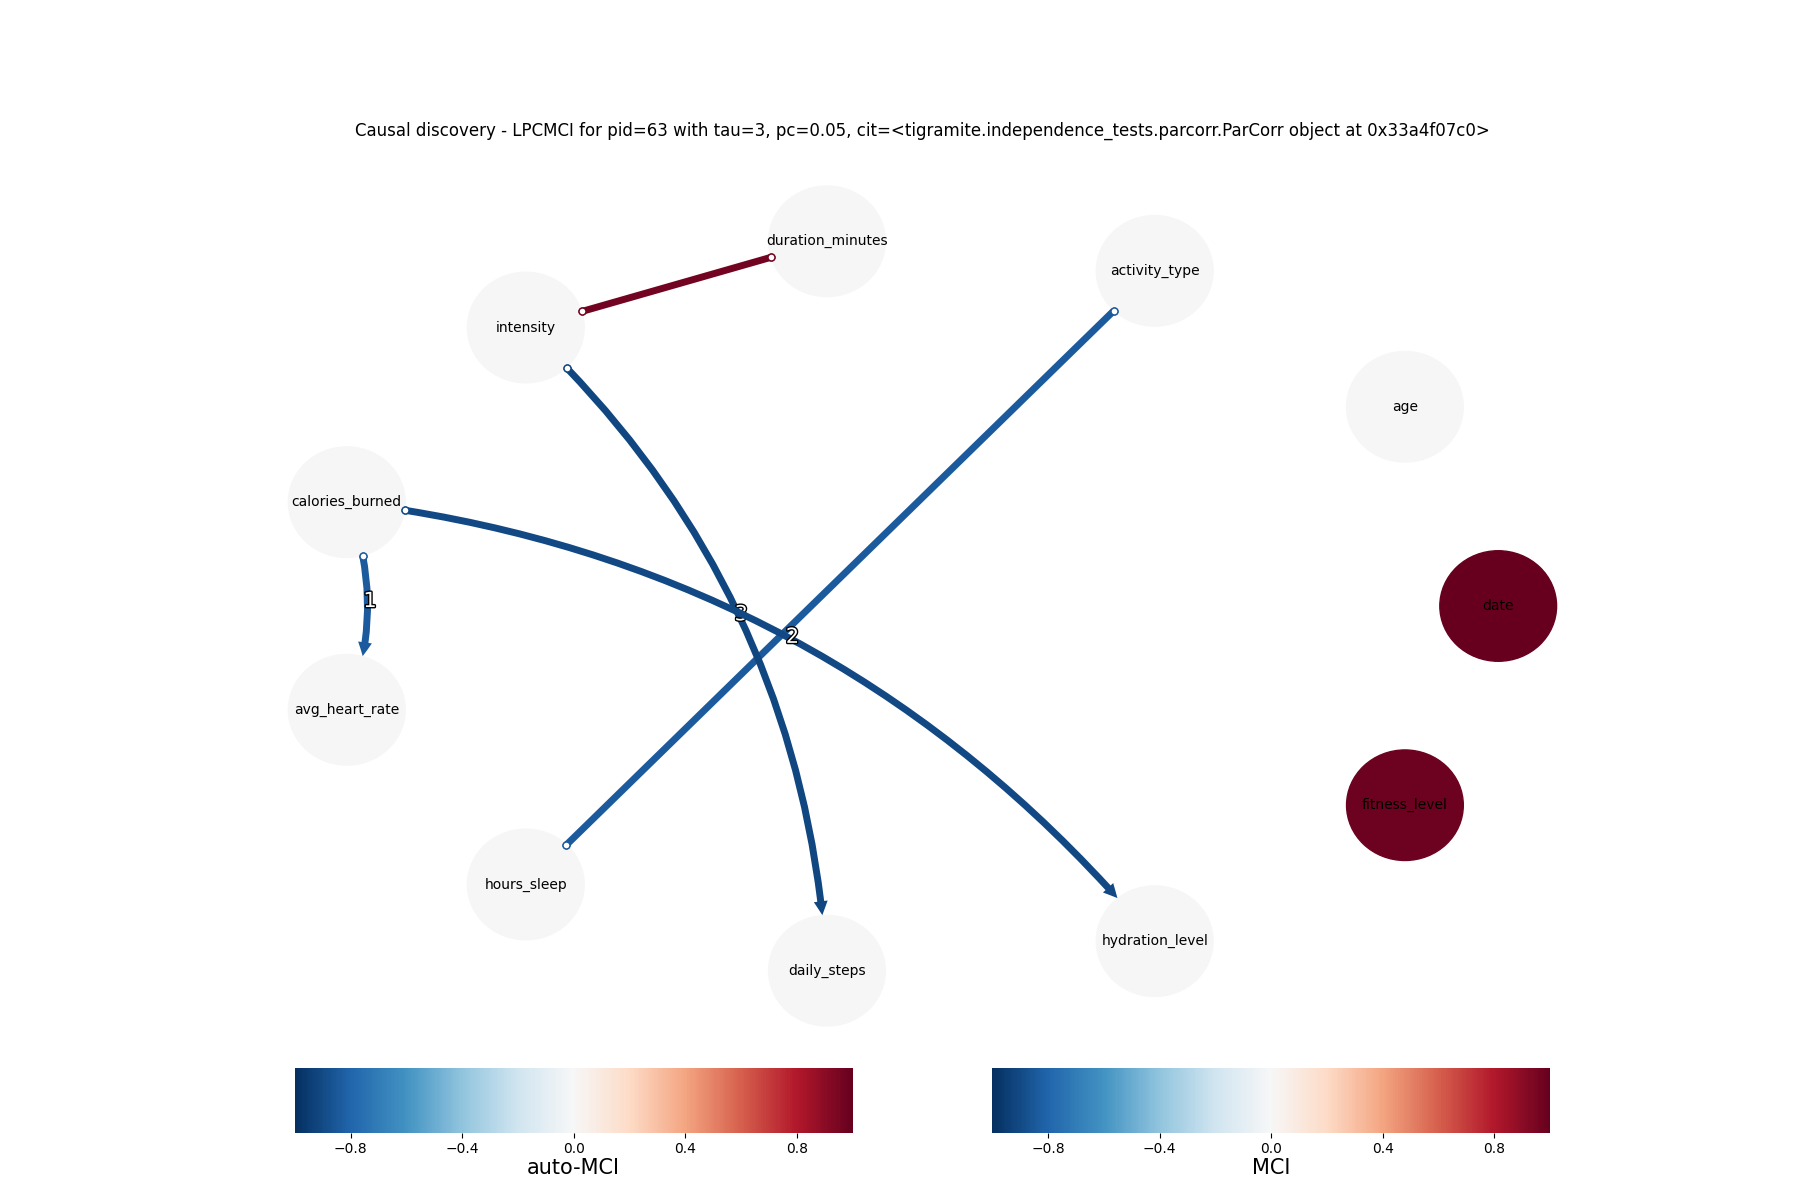 Causal discovery - LPCMCI for pid=63 with tau=3, pc=0.05, cit=<tigramite.independence_tests.parcorr.ParCorr object at 0x33a4f07c0>
duration_minutes
activity_type
intensity
age
calories_burned
1
date
3
2
avg_heart_rate
fitness_level
hours_sleep
hydration_level
daily_steps
−0.8 −0.4 0.0 0.4 0.8
auto-MCI
−0.8 −0.4 0.0 0.4 0.8
MCI